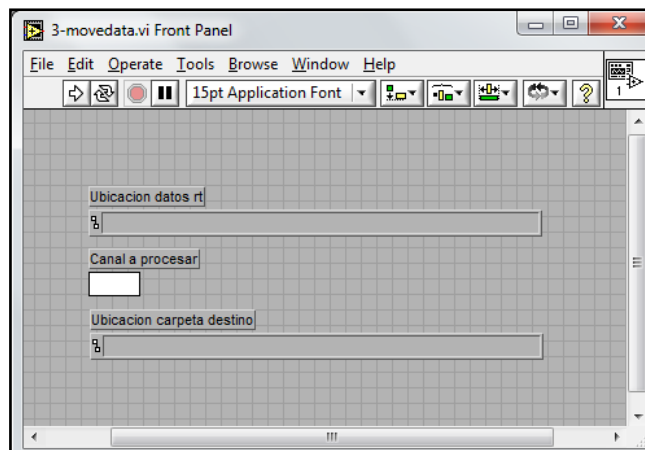 3-movedata.vi Front Panel
File Edit Operate Tools Browse Window Help
15pt Application Font
1
Ubicacion datos rt
Canal a procesar
Ubicacion carpeta destino